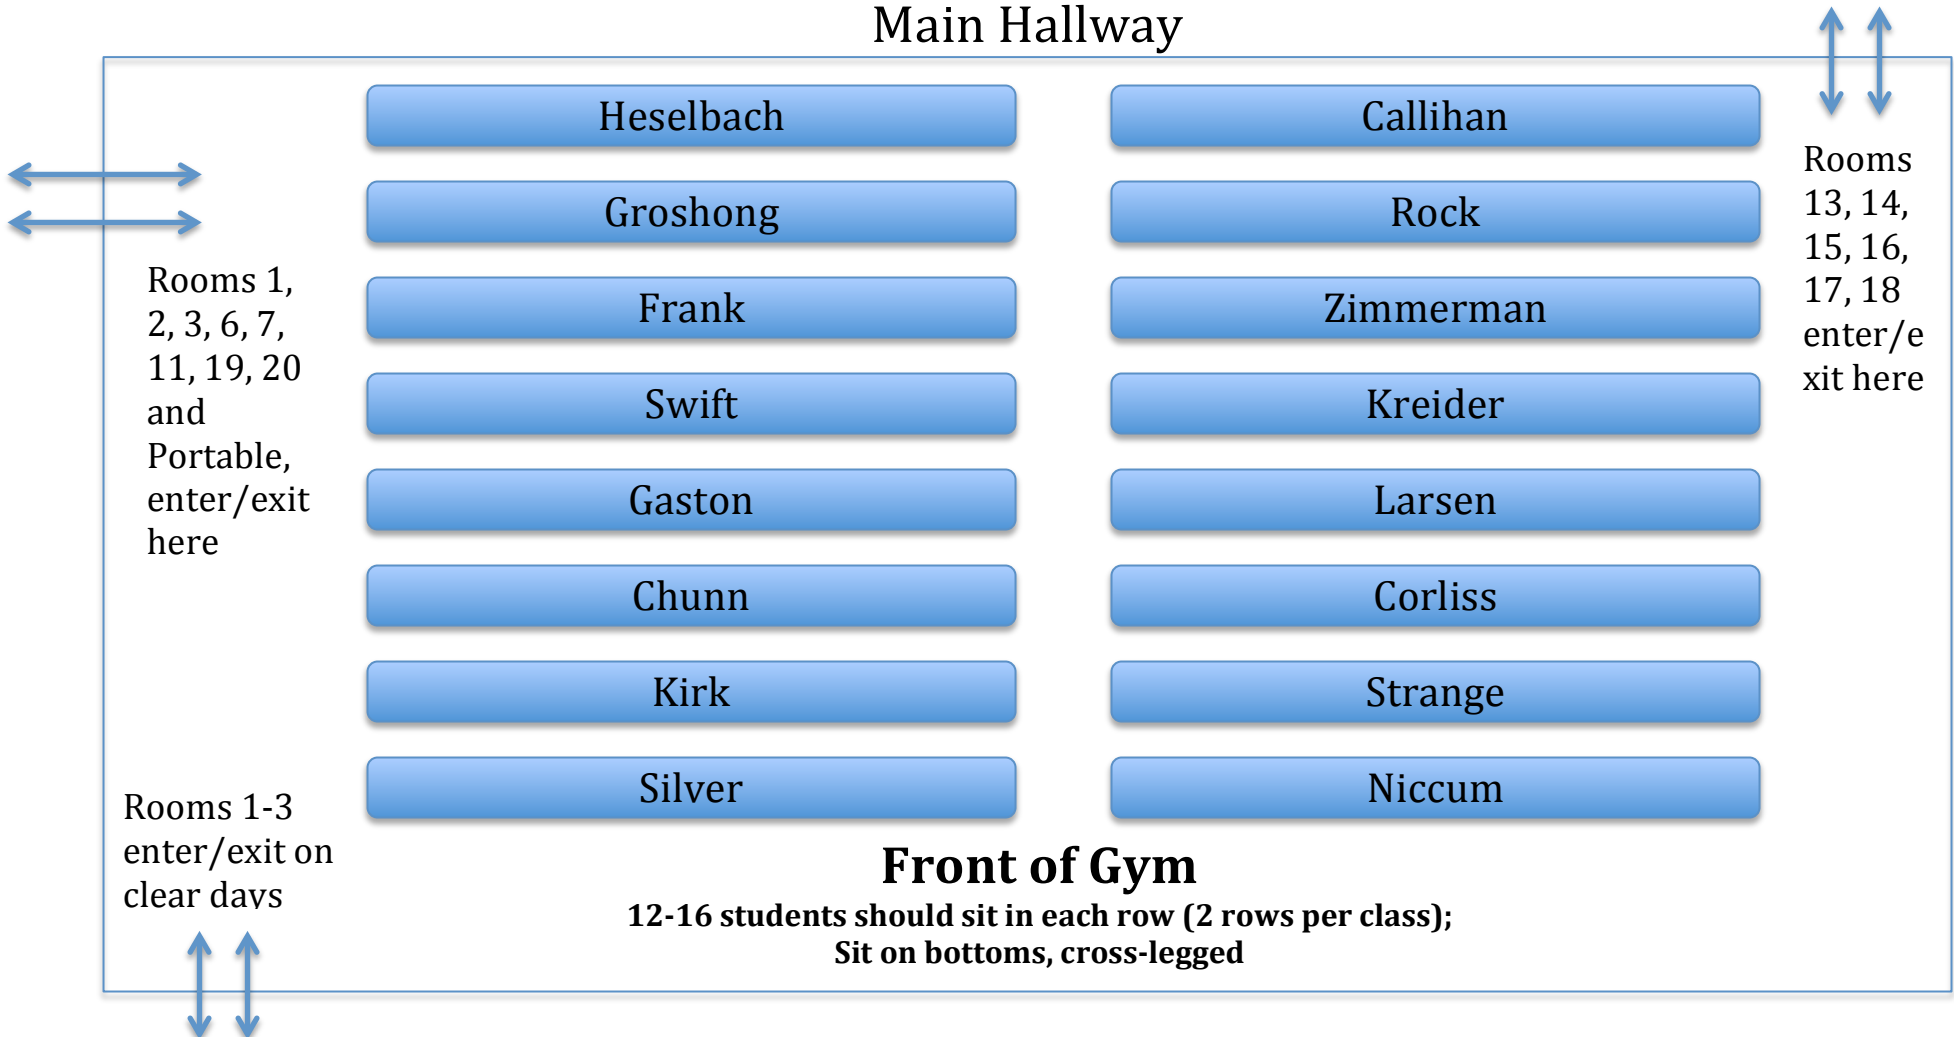 Main Hallway
Heselbach
Callihan
Groshong
Rock
Frank
Zimmerman
Swift
Kreider
Gaston
Larsen
Chunn
Corliss
Kirk
Strange
Silver
Niccum
Rooms
13, 14,
15, 16,
17, 18
enter/e
xit here
Rooms 1,
2, 3, 6, 7,
11, 19, 20
and
Portable,
enter/exit
here
Rooms 1-3
enter/exit on
clear days
Front of Gym
12-16 students should sit in each row (2 rows per class);
Sit on bottoms, cross-legged